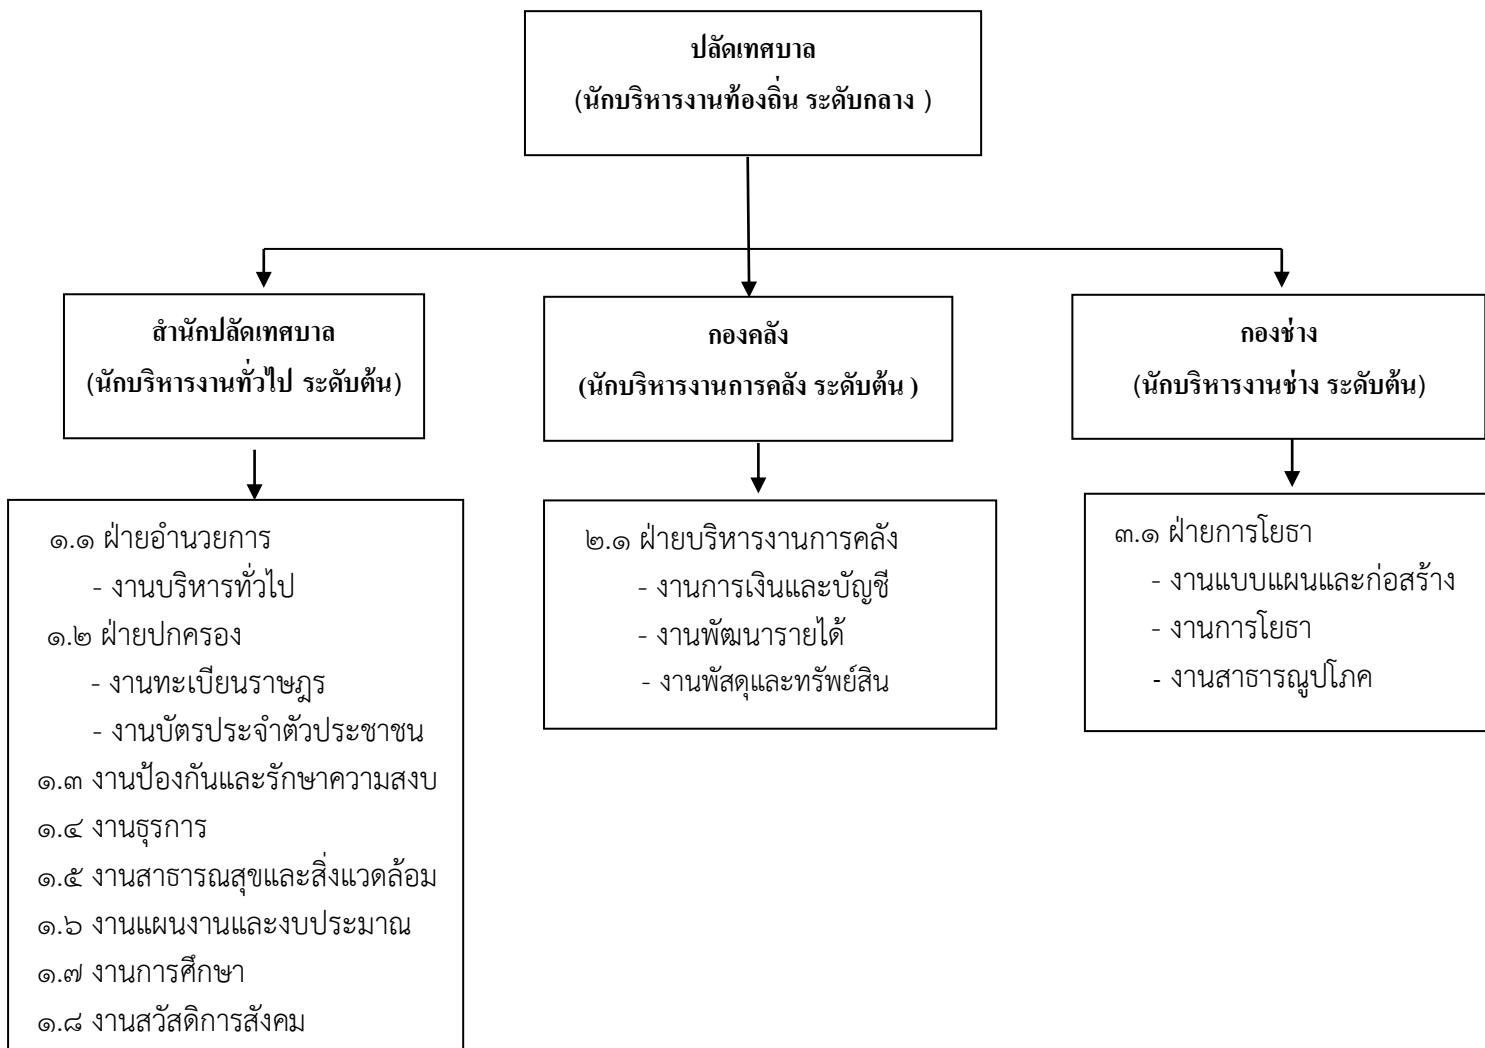 ปลัดเทศบาล
(นักบริหารงานท้องถิ่น ระดับกลาง )
สำนักปลัดเทศบาล
(นักบริหารงานทั่วไป ระดับต้น)
กองคลัง
(นักบริหารงานการคลัง ระดับต้น )
กองช่าง
(นักบริหารงานช่าง ระดับต้น)
๑.๑ ฝ่ายอำนวยการ
- งานบริหารทั่วไป
๑.๒ ฝ่ายปกครอง
- งานทะเบียนราษฎร
- งานบัตรประจำตัวประชาชน
๑.๓ งานป้องกันและรักษาความสงบ
๑.๔ งานธุรการ
๑.๕ งานสาธารณสุขและสิ่งแวดล้อม
๑.๖ งานแผนงานและงบประมาณ
๑.๗ งานการศึกษา
๑.๘ งานสวัสดิการสังคม
๒.๑ ฝ่ายบริหารงานการคลัง
- งานการเงินและบัญชี
- งานพัฒนารายได้
- งานพัสดุและทรัพย์สิน
๓.๑ ฝ่ายการโยธา
- งานแบบแผนและก่อสร้าง
- งานการโยธา
- งานสาธารณูปโภค